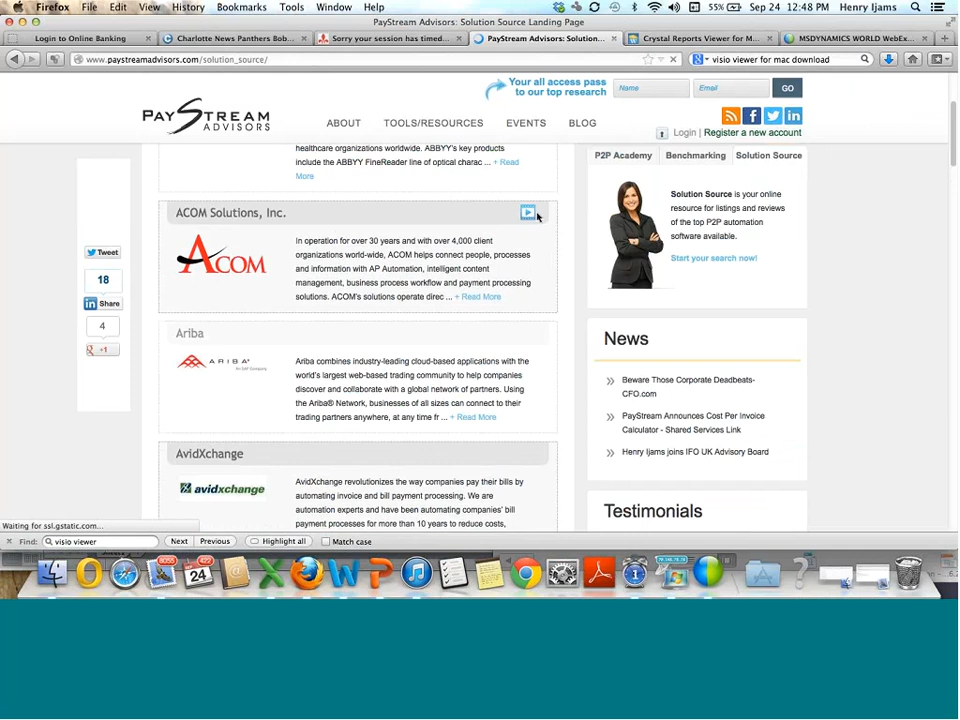 Firefox File Edit View History Bookmarks Tools Window Help 55% Sep 24 12:48 PM Henry Ijams
PayStream Advisors: Solution Source Landing Page
Login to Online Banking × Charlotte News Panthers Bob... × Sorry your session has timed... × PayStream Advisors: Solution... × Crystal Reports Viewer for M... × MSDYNAMICS WORLD WebEx... × +
www.paystreamadvisors.com/solution_source/
visio viewer for mac download
Your all access pass
to our top research
Name Email GO
PAYSTREAM
ADVISORS
ABOUT TOOLS/RESOURCES EVENTS BLOG
Login | Register a new account
healthcare organizations worldwide. ABBYY's key products
include the ABBYY FineReader line of optical charac ... + Read
More
ACOM Solutions, Inc.
ACOM
In operation for over 30 years and with over 4,000 client
organizations world-wide, ACOM helps connect people, processes
and information with AP Automation, intelligent content
management, business process workflow and payment processing
solutions. ACOM's solutions operate direc ... + Read More
Ariba
ARIBA
Ariba combines industry-leading cloud-based applications with the
world's largest web-based trading community to help companies
discover and collaborate with a global network of partners. Using
the Ariba® Network, businesses of all sizes can connect to their
trading partners anywhere, at any time fr ... + Read More
AvidXchange
avidxchange
AvidXchange revolutionizes the way companies pay their bills by
automating invoice and bill payment processing. We are
automation experts and have been automating companies' bill
payment processes for more than 10 years to reduce costs,
Tweet
18
in Share
4
+1
P2P Academy Benchmarking Solution Source
Solution Source is your online
resource for listings and reviews
of the top P2P automation
software available.
Start your search now!
News
Beware Those Corporate Deadbeats-
CFO.com
PayStream Announces Cost Per Invoice
Calculator - Shared Services Link
Henry Ijams joins IFO UK Advisory Board
Testimonials
Waiting for ssl.gstatic.com...
Find: visio viewer Next Previous Highlight all Match case
8055
422
24